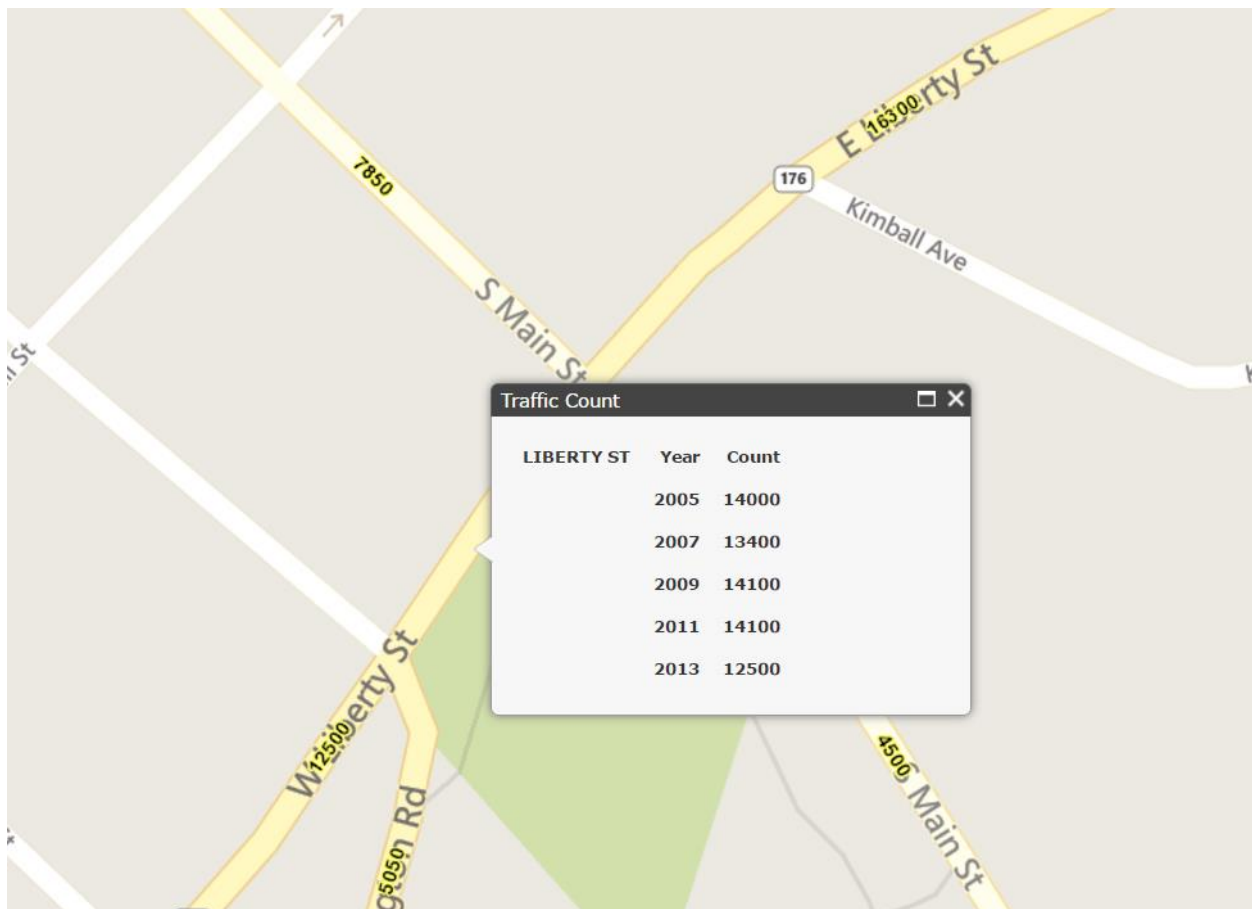 E Liberty St
16300
7850
176
Kimball Ave
S Main St
Traffic Count
LIBERTY ST Year Count
2005 14000
2007 13400
2009 14100
2011 14100
2013 12500
St
W Liberty St
12500
4500
S Main St
5050
Rd